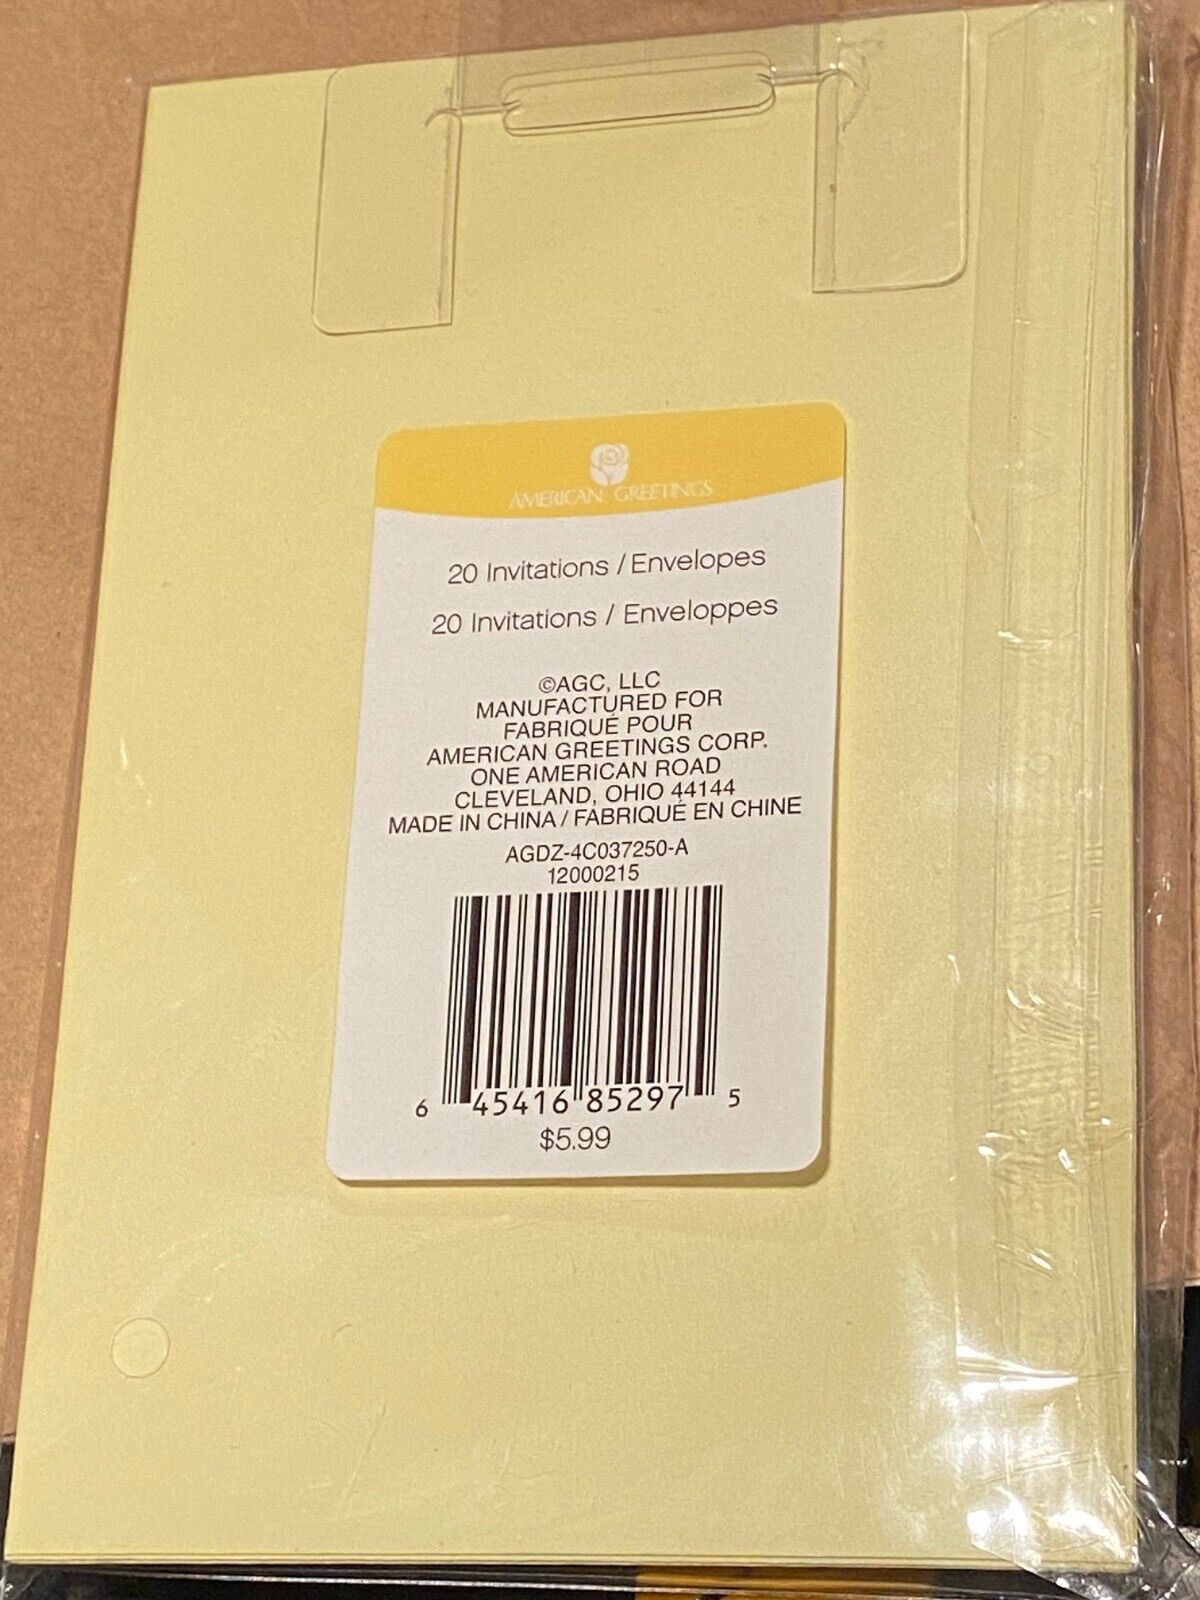 AMERICAN GREETINGS
20 Invitations / Envelopes
20 Invitations / Enveloppes
©AGC, LLC
MANUFACTURED FOR
FABRIQUÉ POUR
AMERICAN GREETINGS CORP.
ONE AMERICAN ROAD
CLEVELAND, OHIO 44144
MADE IN CHINA / FABRIQUÉ EN CHINE
AGDZ-4C037250-A
12000215
6 45416 85297 5
$5.99